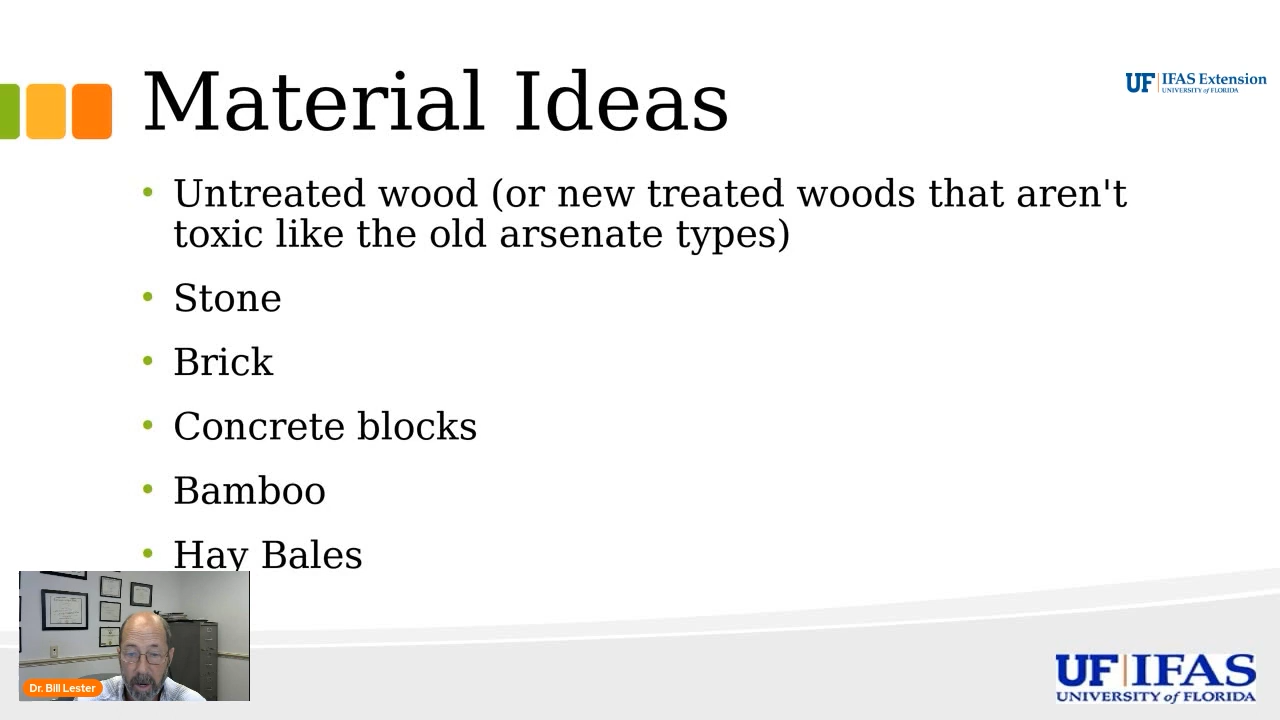 Material Ideas
UF IFAS Extension
UNIVERSITY of FLORIDA
• Untreated wood (or new treated woods that aren't
toxic like the old arsenate types)
• Stone
• Brick
• Concrete blocks
• Bamboo
• Hay Bales
Dr. Bill Lester
UF IFAS
UNIVERSITY of FLORIDA